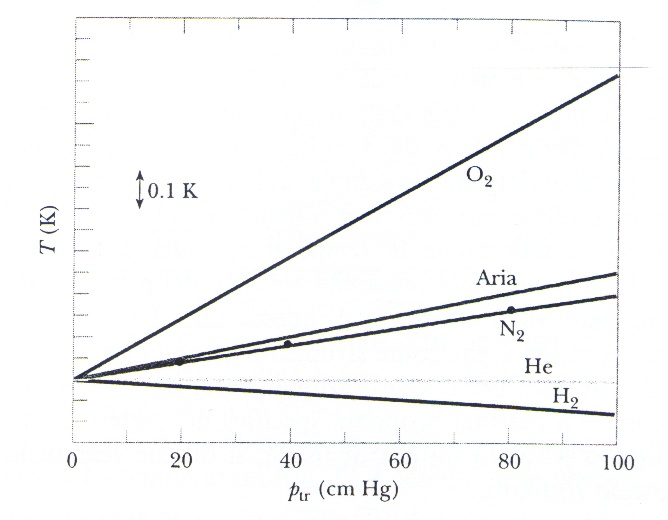 O₂
0.1 K
T (K)
Aria
N₂
He
H₂
0 20 40 60 80 100
pₜᵣ (cm Hg)